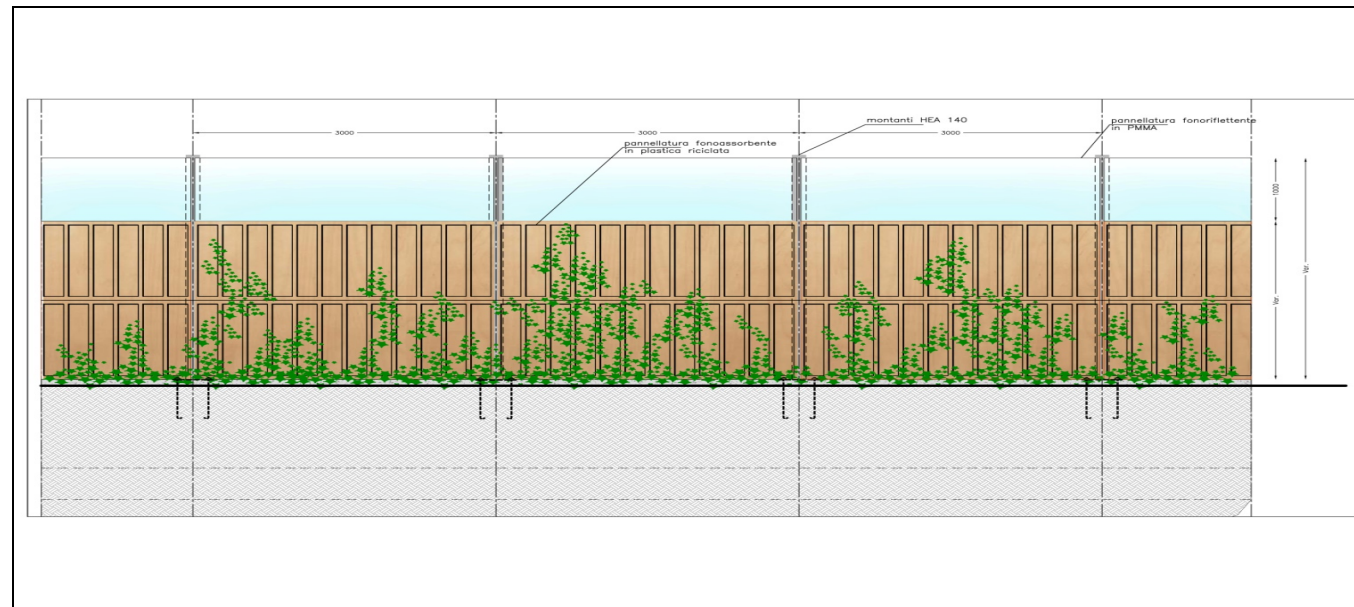 montanti HEA 140
pannellatura fonoriflettente
in PMMA
3000
3000
3000
pannellatura fonoassorbente
in plastica riciclata
1000
Var.
Var.